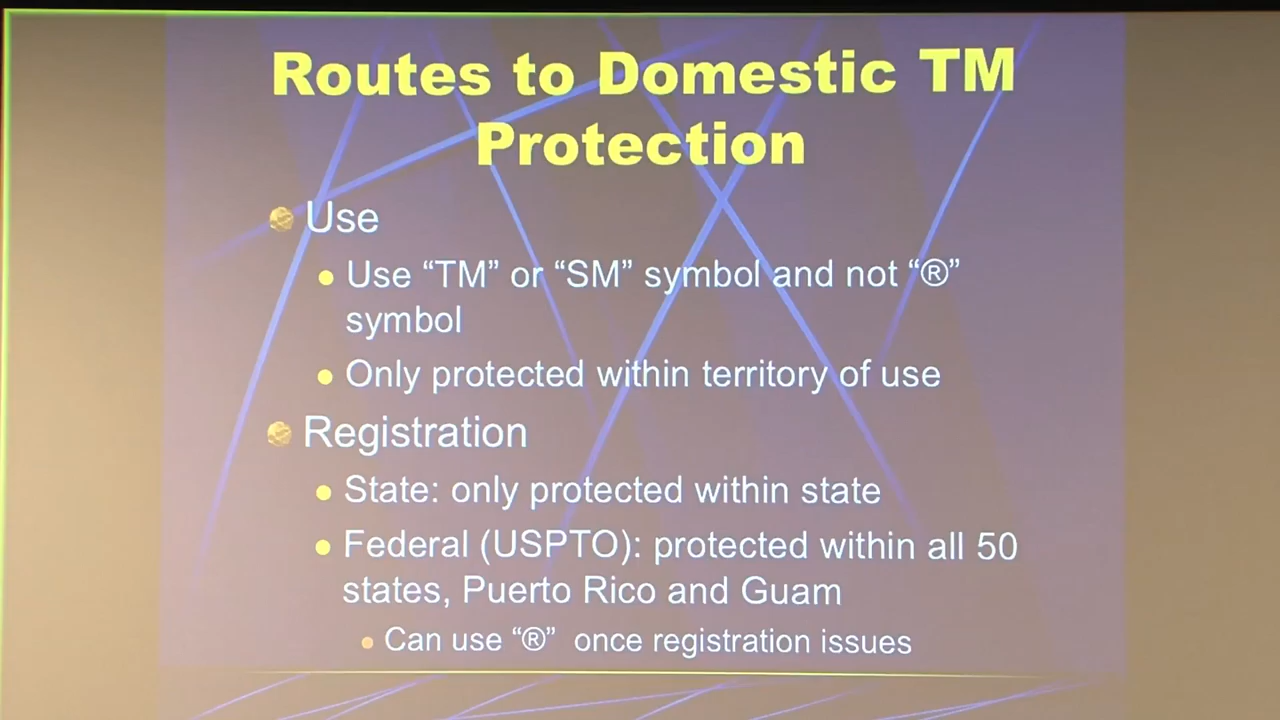 Routes to Domestic TM
Protection
Use
Use “TM” or “SM” symbol and not “®”
symbol
Only protected within territory of use
Registration
State: only protected within state
Federal (USPTO): protected within all 50
states, Puerto Rico and Guam
Can use “®” once registration issues